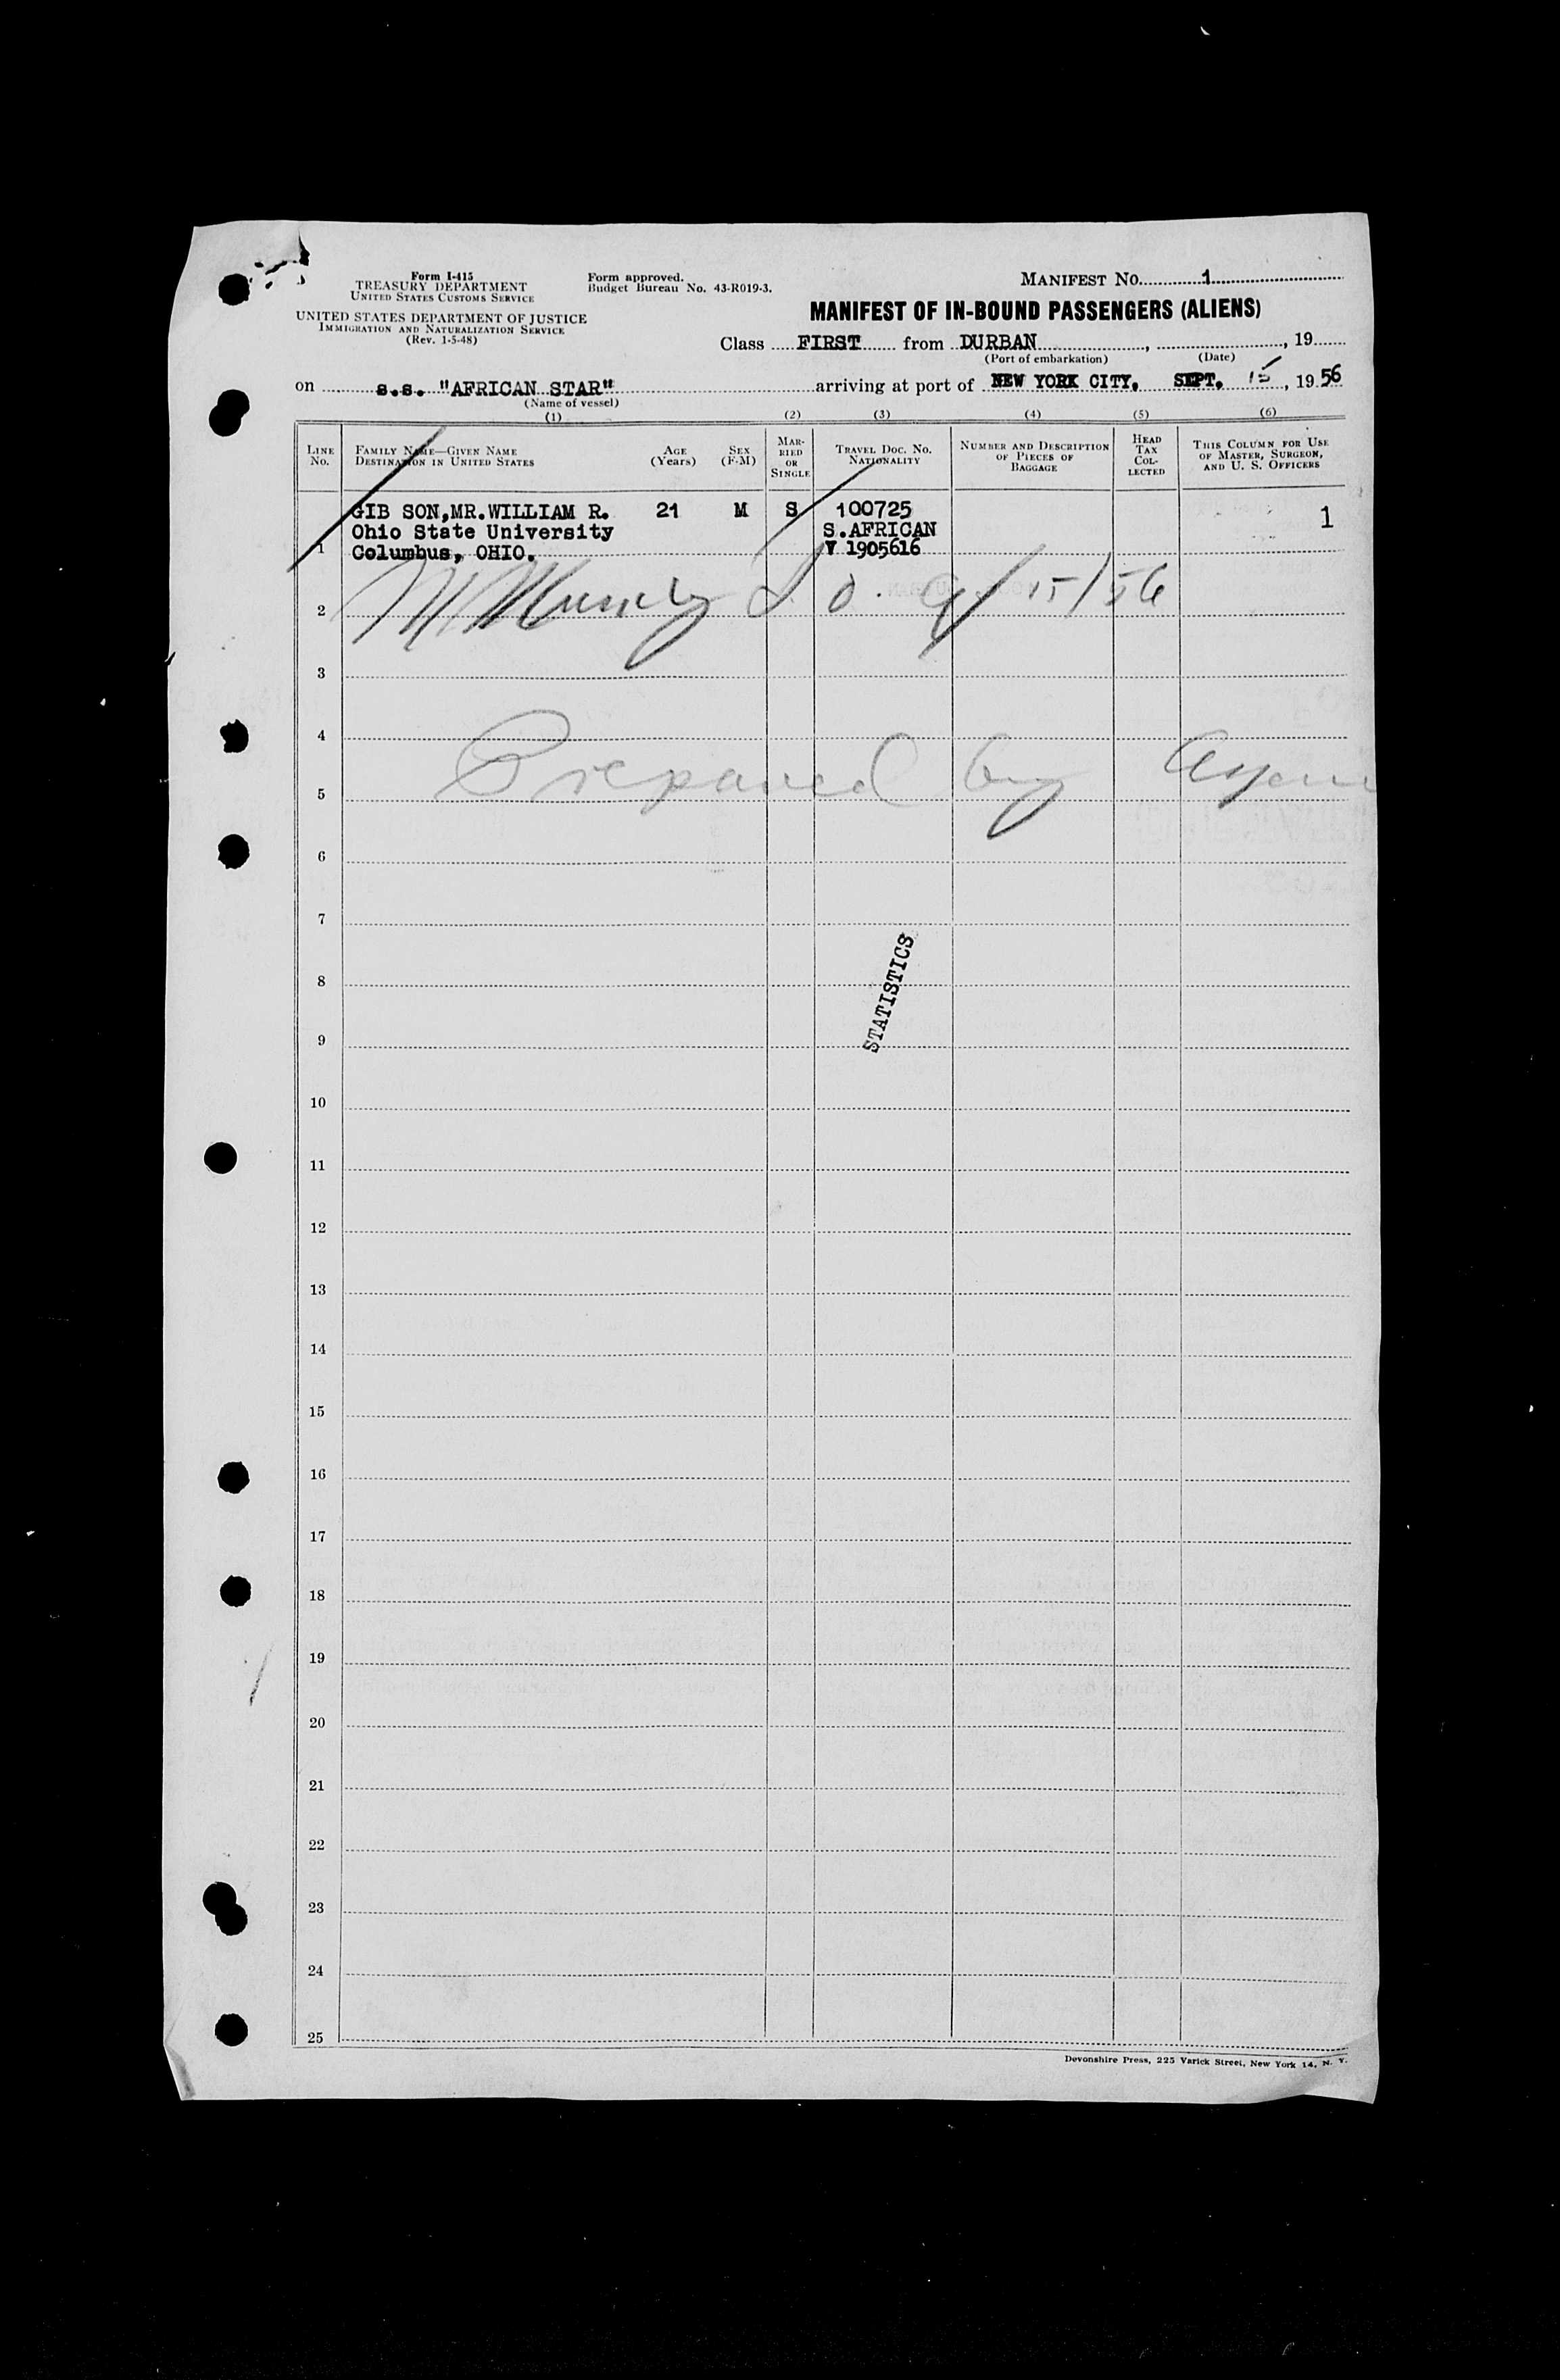 Form I-415
TREASURY DEPARTMENT
UNITED STATES CUSTOMS SERVICE
UNITED STATES DEPARTMENT OF JUSTICE
IMMIGRATION AND NATURALIZATION SERVICE
(Rev. 1-5-48)
Form approved.
Budget Bureau No. 43-R019-3.
MANIFEST No. 1
MANIFEST OF IN-BOUND PASSENGERS (ALIENS)
Class FIRST from DURBAN, , 19
(Port of embarkation) (Date)
on s.s. "AFRICAN STAR" arriving at port of NEW YORK CITY, SEPT. 15, 19 56
(Name of vessel)
(1) (2) (3) (4) (5) (6)
LINE No.
FAMILY NAME—GIVEN NAME
DESTINATION IN UNITED STATES
AGE (Years)
SEX (F-M)
MARRIED OR SINGLE
TRAVEL DOC. No.
NATIONALITY
NUMBER AND DESCRIPTION OF PIECES OF BAGGAGE
HEAD TAX COLLECTED
THIS COLUMN FOR USE OF MASTER, SURGEON, AND U. S. OFFICERS
GIB SON,MR.WILLIAM R. 21 M S 100725 1
Ohio State University S.AFRICAN
1 Columbus, OHIO. V 1905616
2 9/15/56
3
4
Prepared by
5
6
7
STATISTICS
8
9
10
11
12
13
14
15
16
17
18
19
20
21
22
23
24
25
Devonshire Press, 225 Varick Street, New York 14, N. Y.